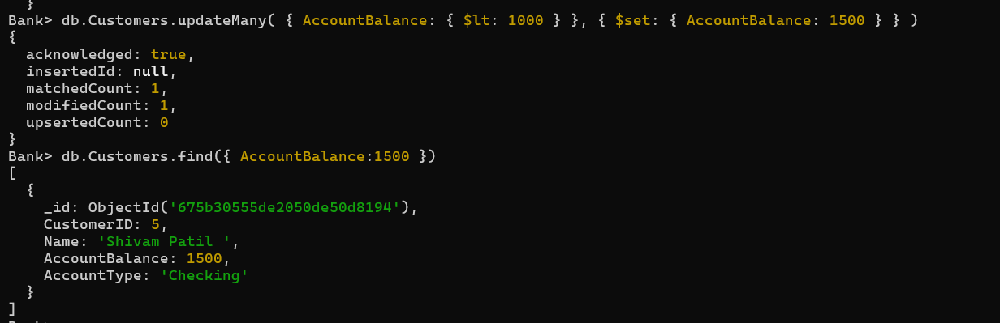 }
Bank> db.Customers.updateMany( { AccountBalance: { $lt: 1000 } }, { $set: { AccountBalance: 1500 } } )
{
  acknowledged: true,
  insertedId: null,
  matchedCount: 1,
  modifiedCount: 1,
  upsertedCount: 0
}
Bank> db.Customers.find({ AccountBalance:1500 })
[
  {
    _id: ObjectId('675b30555de2050de50d8194'),
    CustomerID: 5,
    Name: 'Shivam Patil ',
    AccountBalance: 1500,
    AccountType: 'Checking'
  }
]
Bank>